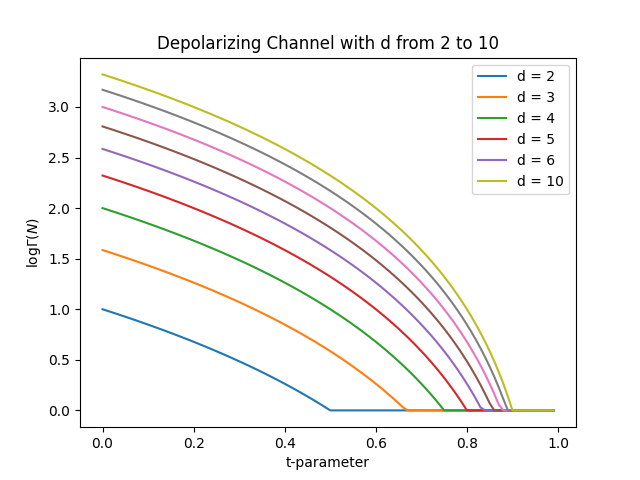 Depolarizing Channel with d from 2 to 10
logΓ(N)
3.0
2.5
2.0
1.5
1.0
0.5
0.0
d = 2
d = 3
d = 4
d = 5
d = 6
d = 10
0.0 0.2 0.4 0.6 0.8 1.0
t-parameter